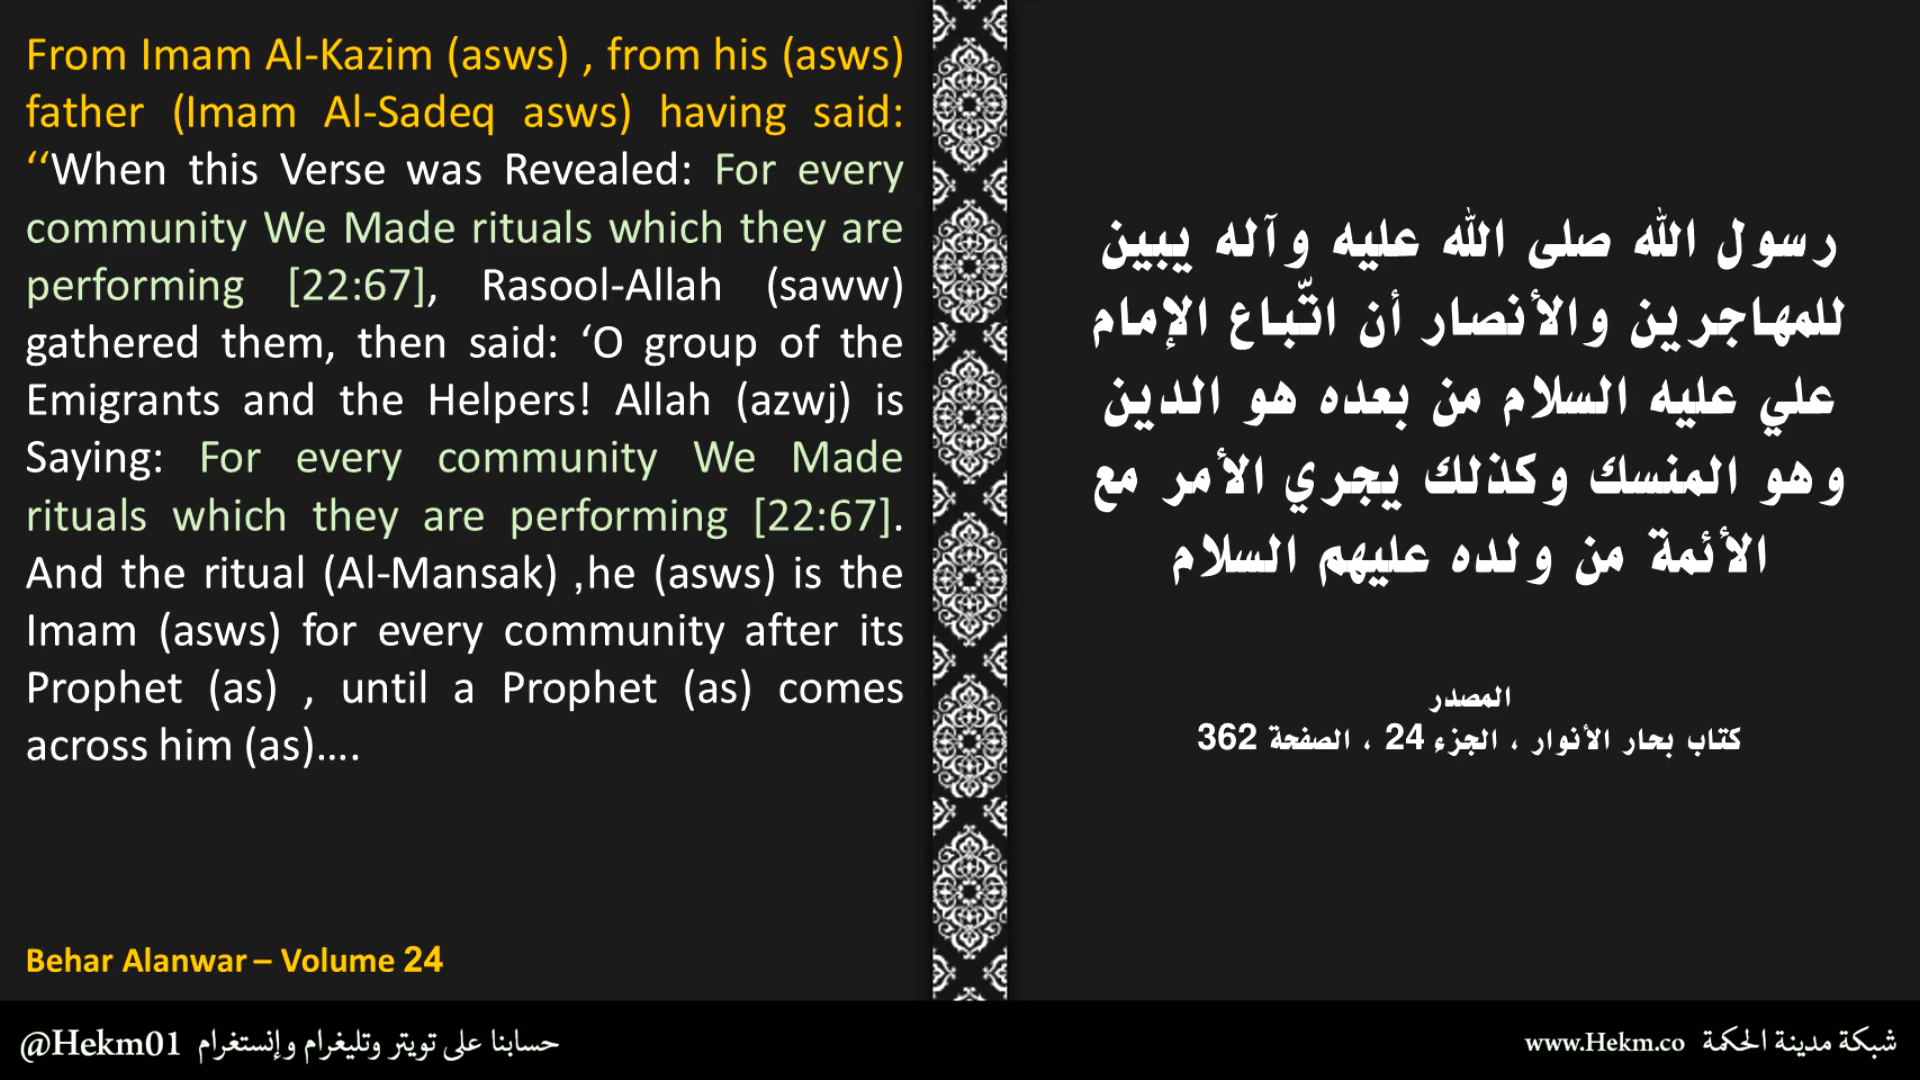 From Imam Al-Kazim (asws) , from his (asws)
father (Imam Al-Sadeq asws) having said:
‘‘When this Verse was Revealed: For every
community We Made rituals which they are
performing [22:67], Rasool-Allah (saww)
gathered them, then said: ‘O group of the
Emigrants and the Helpers! Allah (azwj) is
Saying: For every community We Made
rituals which they are performing [22:67].
And the ritual (Al-Mansak) ,he (asws) is the
Imam (asws) for every community after its
Prophet (as) , until a Prophet (as) comes
across him (as)….
Behar Alanwar – Volume 24
رسول الله صلى الله عليه وآله يبين
للمهاجرين والأنصار أن اتّباع الإمام
علي عليه السلام من بعده هو الدين
وهو المنسك وكذلك يجري الأمر مع
الأئمة من ولده عليهم السلام
المصدر
كتاب بحار الأنوار ، الجزء 24 ، الصفحة 362
@Hekm01 حسابنا على تويتر وتليغرام وإنستغرام
www.Hekm.co شبكة مدينة الحكمة